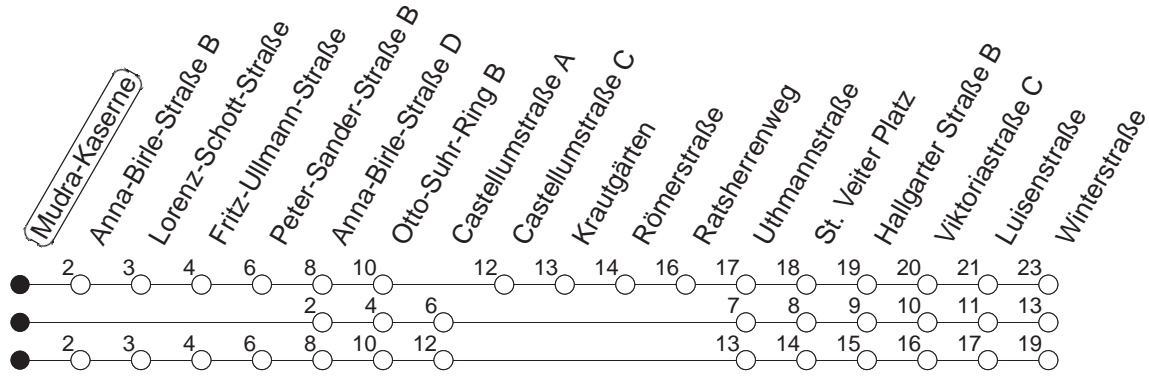 Mudra-Kaserne
Anna-Birle-Straße B
Lorenz-Schott-Straße
Fritz-Ullmann-Straße
Peter-Sander-Straße B
Anna-Birle-Straße D
Otto-Suhr-Ring B
Castellumstraße A
Castellumstraße C
Krautgärten
Römerstraße
Ratsherrenweg
Uthmannstraße
St. Veiter Platz
Hallgarter Straße B
Viktoriastraße C
Luisenstraße
Winterstraße
2 3 4 6 8 10 12 13 14 16 17 18 19 20 21 23
2 4 6 7 8 9 10 11 13
2 3 4 6 8 10 12 13 14 15 16 17 19